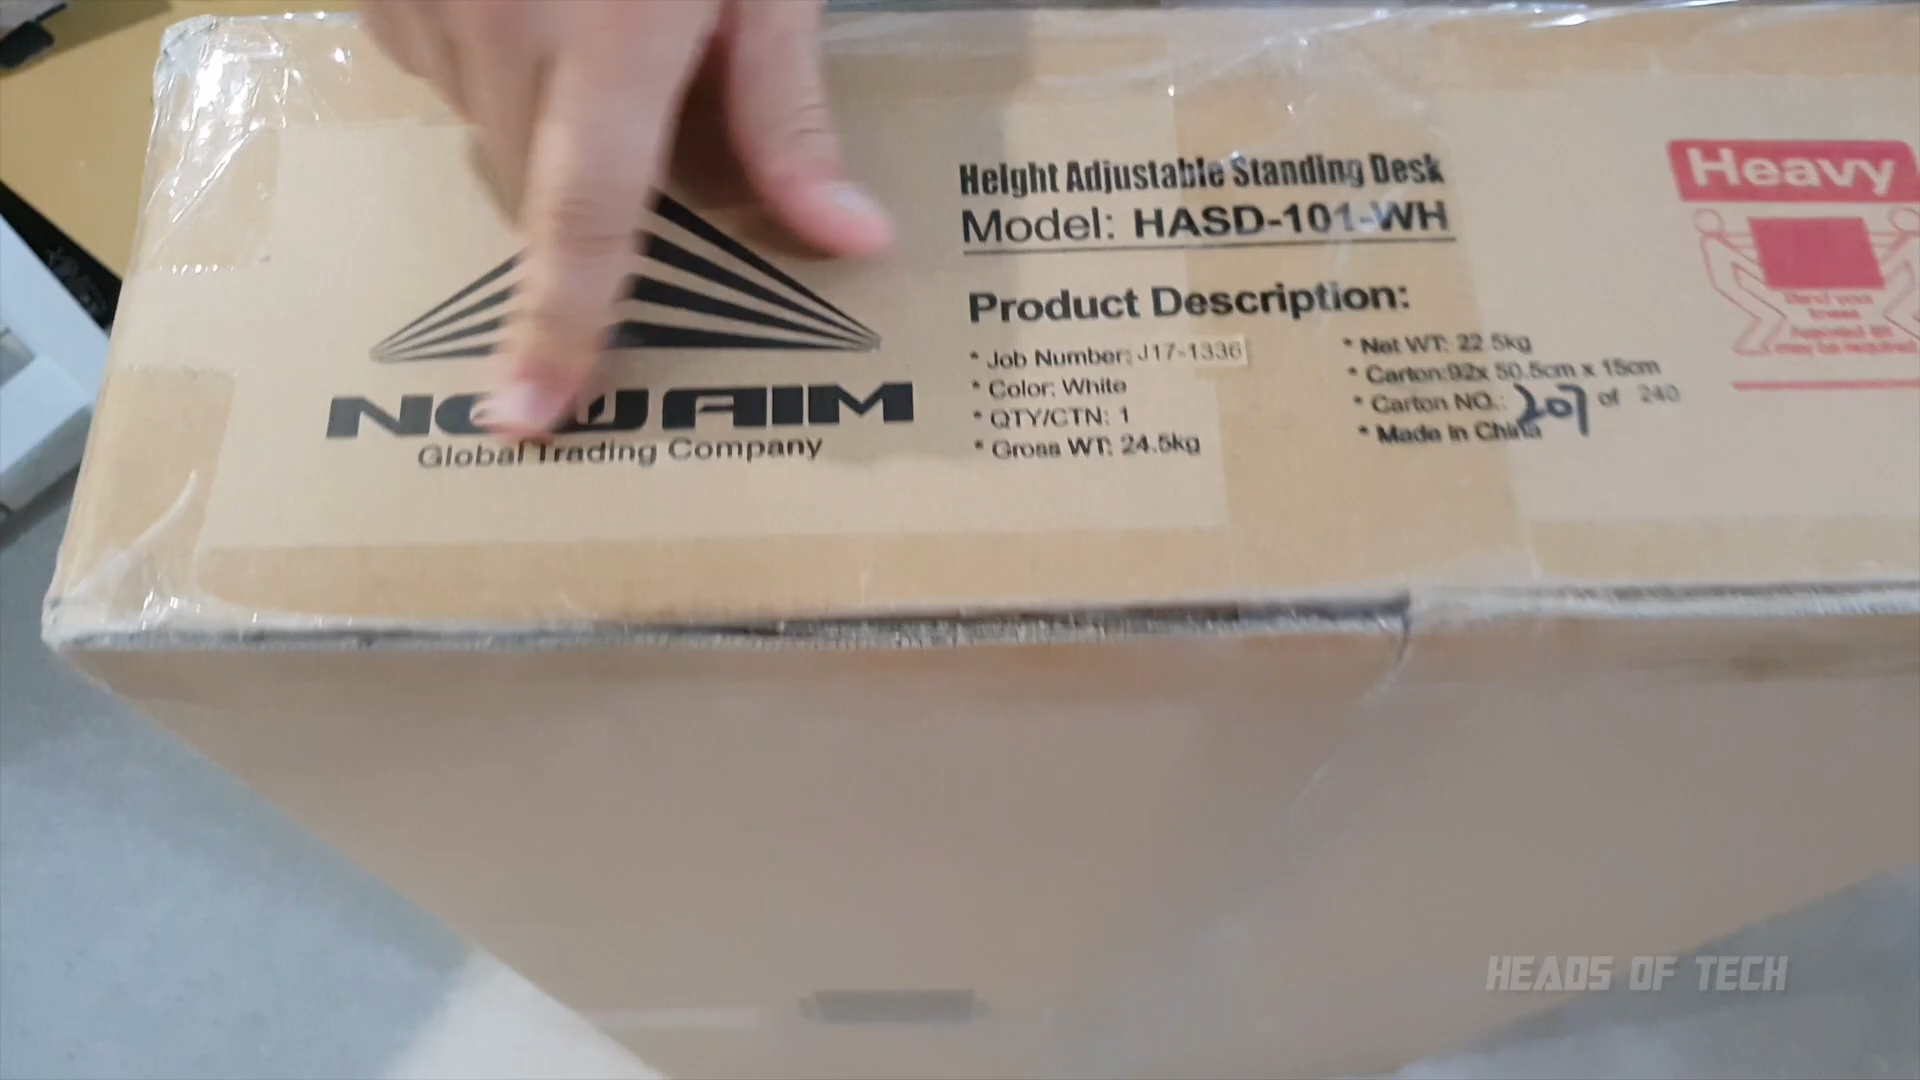 Height Adjustable Standing Desk
Model: HASD-101-WH
Heavy
Product Description:
* Job Number: J17-1336
* Color: White
* QTY/CTN: 1
* Gross WT: 24.5kg
* Net WT: 22.5kg
* Carton:92x 50.5cm x 15cm
* Carton NO.: 207 of 240
* Made In China
AIM
Global Trading Company
HEADS OF TECH